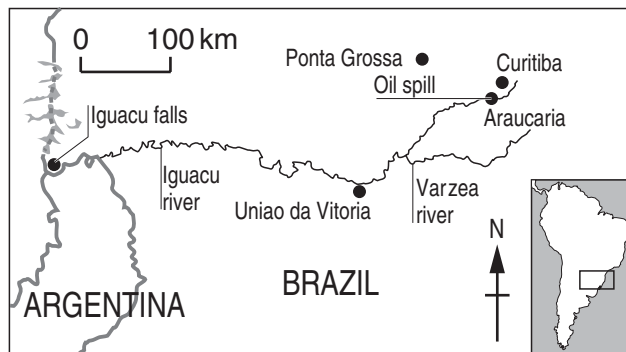 0 100 km
Ponta Grossa
Curitiba
Oil spill
Araucaria
Iguacu falls
Iguacu
river
Uniao da Vitoria
Varzea
river
N
BRAZIL
ARGENTINA